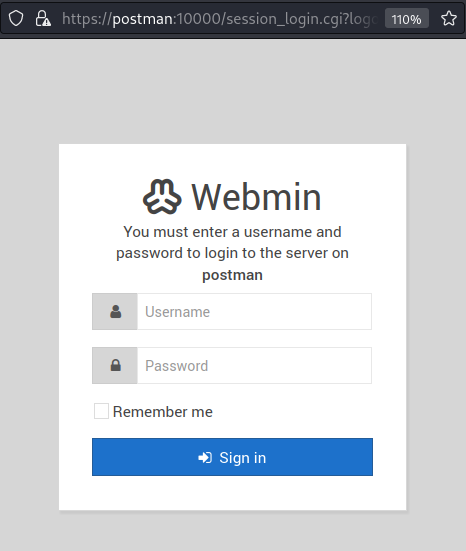 https://postman:10000/session_login.cgi?logo
110%
Webmin
You must enter a username and
password to login to the server on
postman
Username
Password
Remember me
Sign in